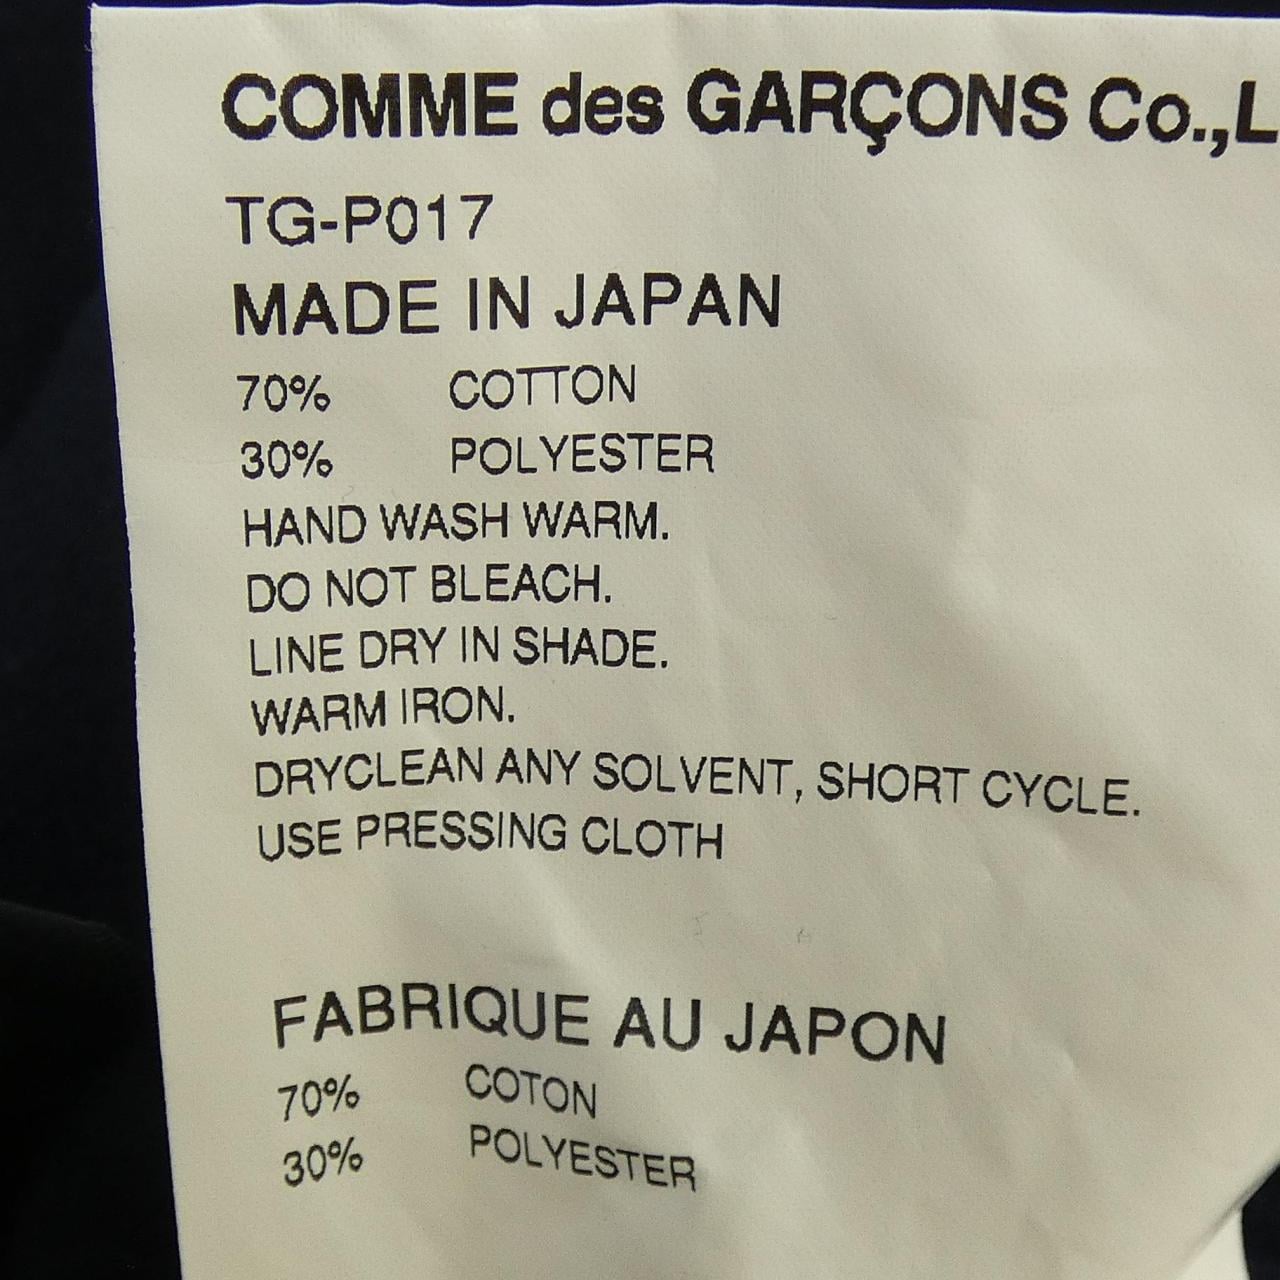 COMME des GARÇONS Co.,L
TG-P017
MADE IN JAPAN
70% COTTON
30% POLYESTER
HAND WASH WARM.
DO NOT BLEACH.
LINE DRY IN SHADE.
WARM IRON.
DRYCLEAN ANY SOLVENT, SHORT CYCLE.
USE PRESSING CLOTH
FABRIQUE AU JAPON
70% COTON
30% POLYESTER